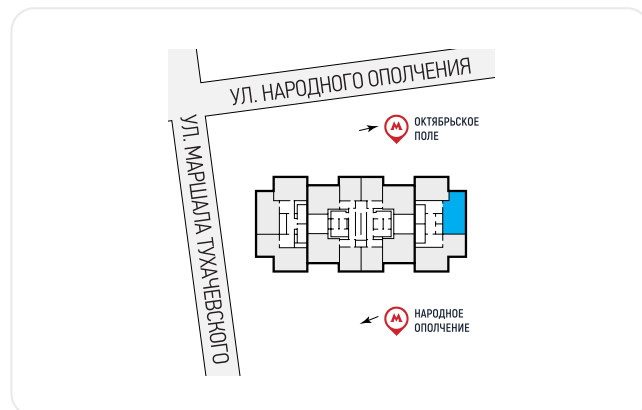 УЛ. НАРОДНОГО ОПОЛЧЕНИЯ
УЛ. МАРШАЛА ТУХАЧЕВСКОГО
ОКТЯБРЬСКОЕ
ПОЛЕ
НАРОДНОЕ
ОПОЛЧЕНИЕ